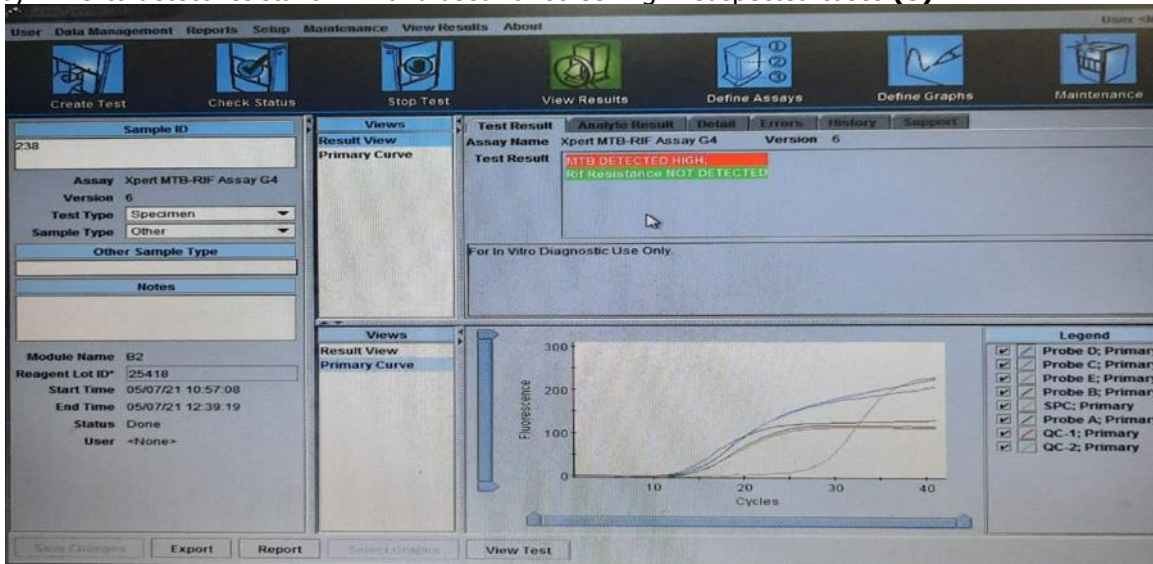 User Data Management Reports Setup Maintenance View Results About
Create Test Check Status Stop Test View Results Define Assays Define Graphs Maintenance
Sample ID
238
Assay Xpert MTB-RIF Assay G4
Version 6
Test Type Specimen
Sample Type Other
Other Sample Type
Notes
Module Name B2
Reagent Lot ID* 25418
Start Time 05/07/21 10:57:08
End Time 05/07/21 12:39:19
Status Done
User <None>
Views
Result View
Primary Curve
Test Result Analyte Result Detail Errors History Support
Assay Name Xpert MTB-RIF Assay G4 Version 6
Test Result MTB DETECTED HIGH;
Rif Resistance NOT DETECTED
For In Vitro Diagnostic Use Only.
Views
Result View
Primary Curve
300
200
100
0
Fluorescence
10 20 30 40
Cycles
Legend
Probe D; Primar
Probe C; Primar
Probe E; Primar
Probe B; Primar
SPC; Primary
Probe A; Primar
QC-1; Primary
QC-2; Primary
Save Changes Export Report Select Graphs View Test